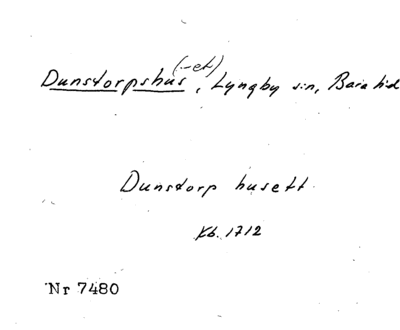 (-et)
Dunstorpshus, Lyngby sn, Bara hd
Dunstorp husett
Kb. 1712
Nr 7480